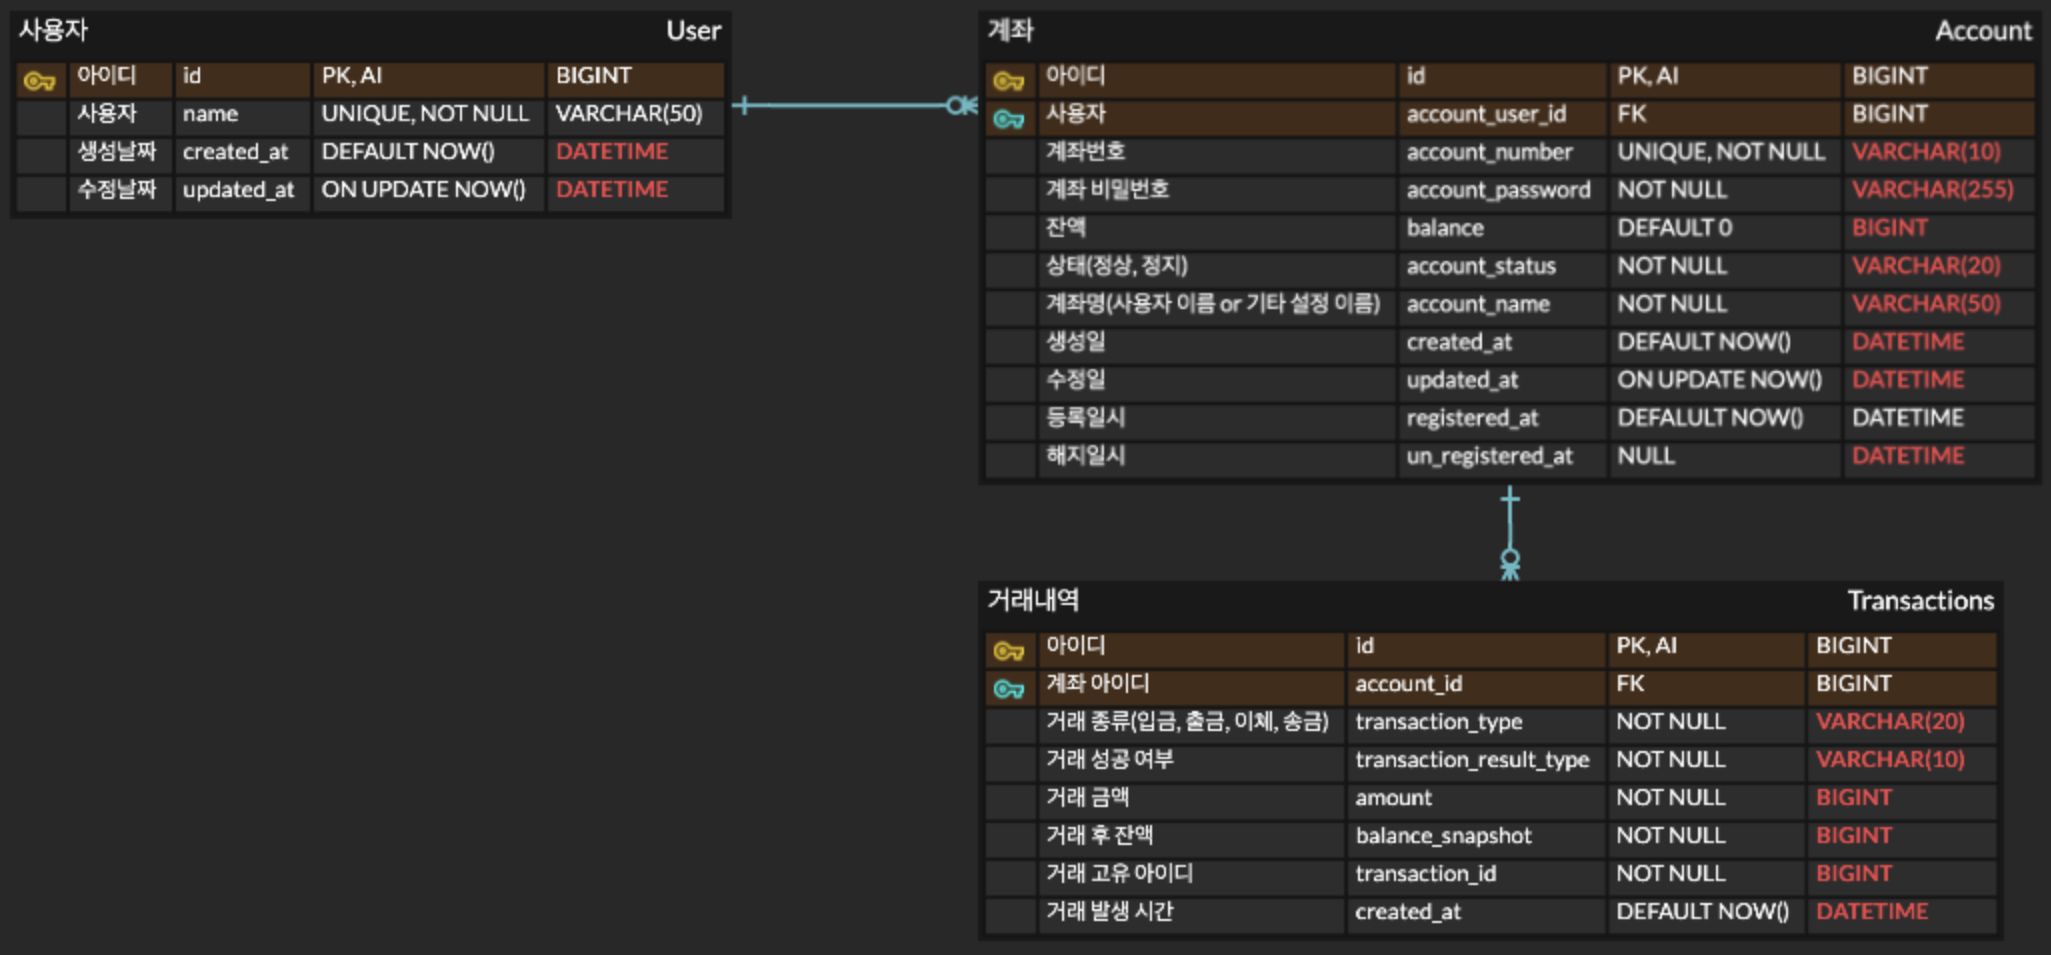 사용자 User
아이디 id PK, AI BIGINT
사용자 name UNIQUE, NOT NULL VARCHAR(50)
생성날짜 created_at DEFAULT NOW() DATETIME
수정날짜 updated_at ON UPDATE NOW() DATETIME
계좌 Account
아이디 id PK, AI BIGINT
사용자 account_user_id FK BIGINT
계좌번호 account_number UNIQUE, NOT NULL VARCHAR(10)
계좌 비밀번호 account_password NOT NULL VARCHAR(255)
잔액 balance DEFAULT 0 BIGINT
상태(정상, 정지) account_status NOT NULL VARCHAR(20)
계좌명(사용자 이름 or 기타 설정 이름) account_name NOT NULL VARCHAR(50)
생성일 created_at DEFAULT NOW() DATETIME
수정일 updated_at ON UPDATE NOW() DATETIME
등록일시 registered_at DEFALULT NOW() DATETIME
해지일시 un_registered_at NULL DATETIME
거래내역 Transactions
아이디 id PK, AI BIGINT
계좌 아이디 account_id FK BIGINT
거래 종류(입금, 출금, 이체, 송금) transaction_type NOT NULL VARCHAR(20)
거래 성공 여부 transaction_result_type NOT NULL VARCHAR(10)
거래 금액 amount NOT NULL BIGINT
거래 후 잔액 balance_snapshot NOT NULL BIGINT
거래 고유 아이디 transaction_id NOT NULL BIGINT
거래 발생 시간 created_at DEFAULT NOW() DATETIME